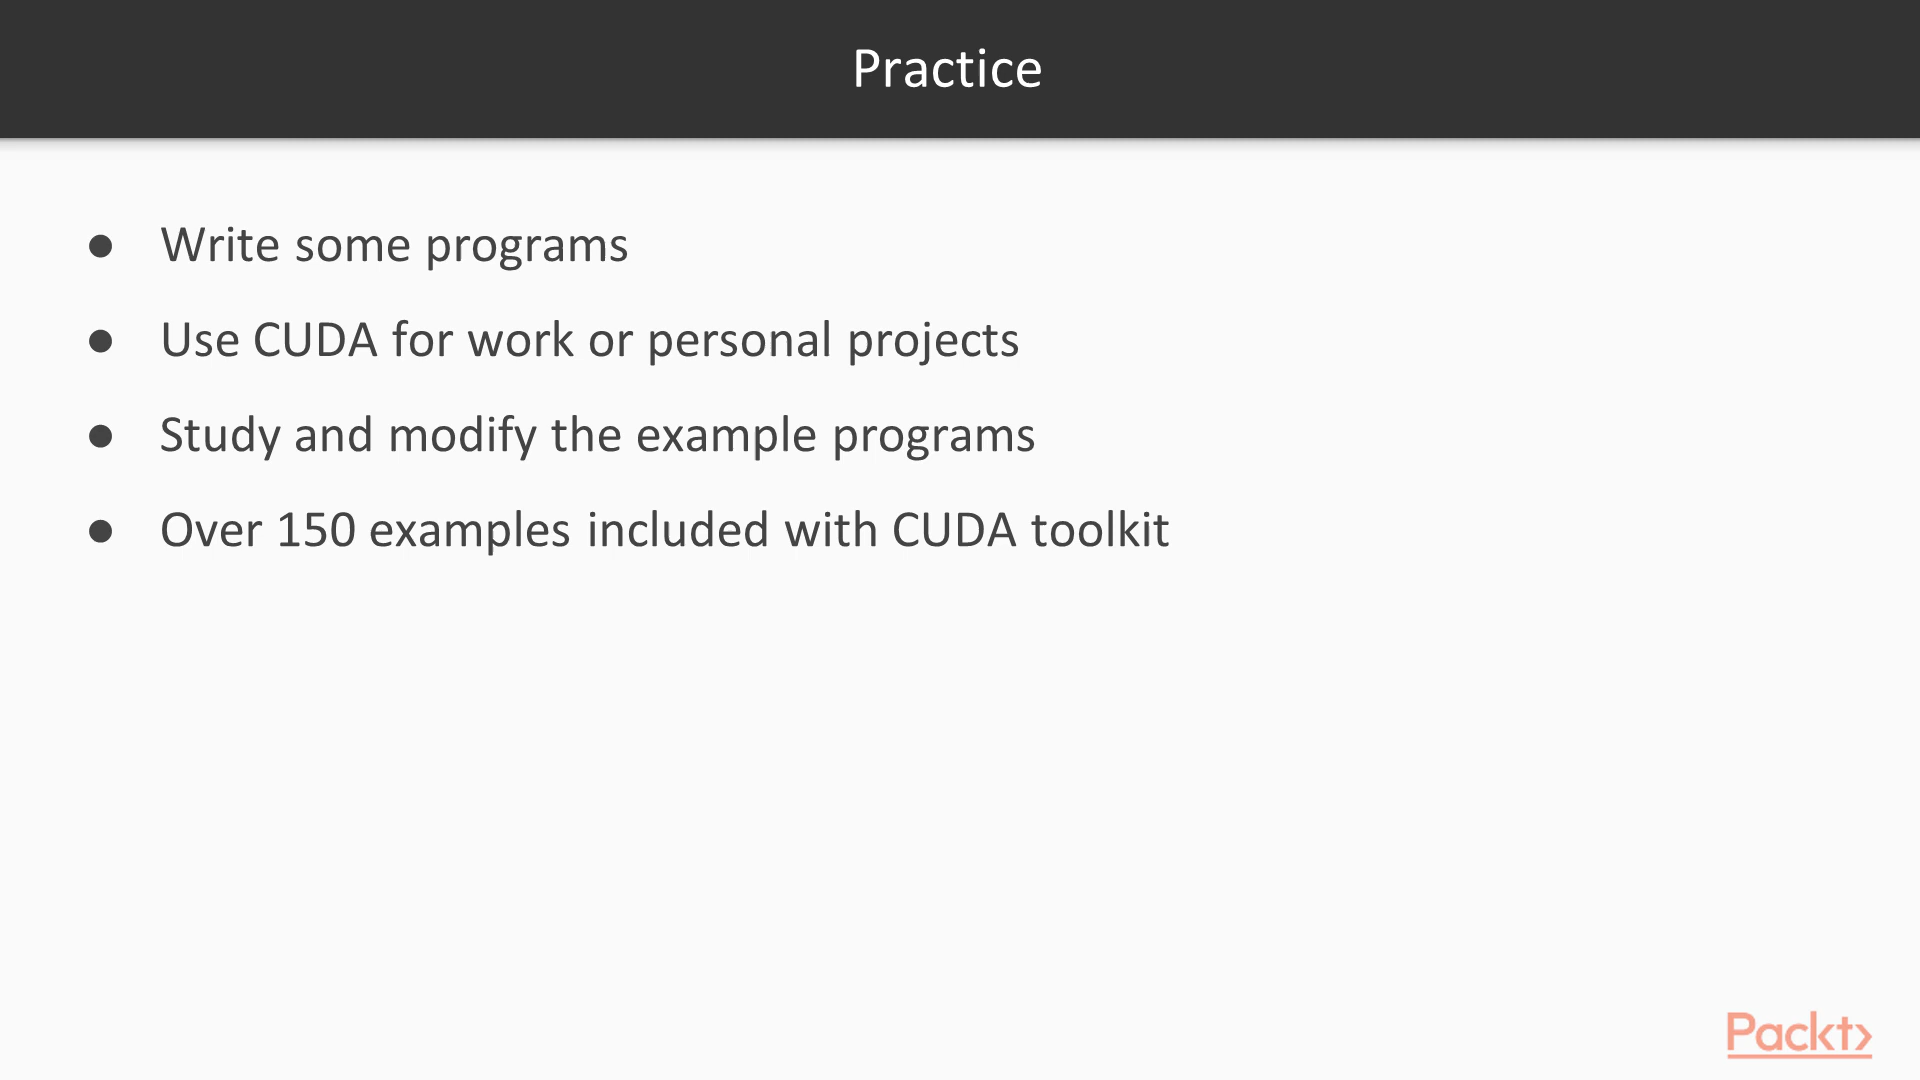 Practice
● Write some programs
● Use CUDA for work or personal projects
● Study and modify the example programs
● Over 150 examples included with CUDA toolkit
Packt>